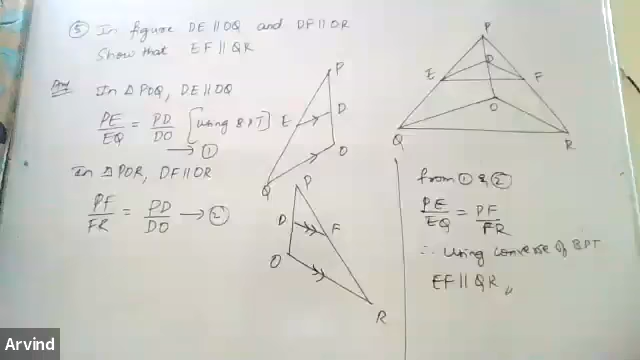 ⑤ In figure DE || OQ and DF || OR
Show that EF || QR
Ans In △ POQ, DE || OQ
PE/EQ = PD/DO [using BPT]
→ ①
In △ POR, DF || OR
PF/FR = PD/DO → ②
P
E
D
O
Q
P
D
F
O
R
P
E
D
F
O
Q
R
from ① & ②
PE/EQ = PF/FR
∴ using converse of BPT
EF || QR
Arvind